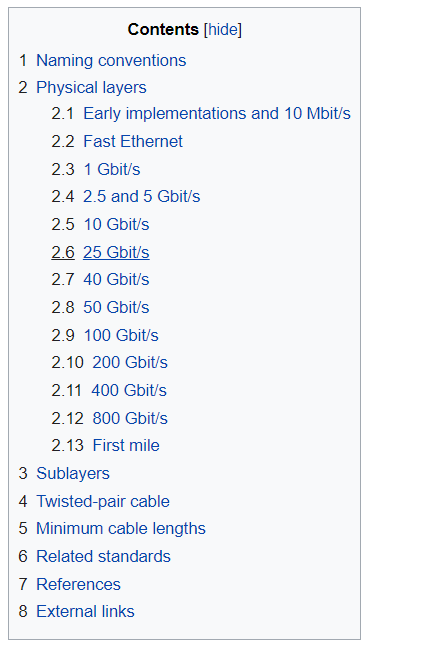 Contents [hide]
1 Naming conventions
2 Physical layers
2.1 Early implementations and 10 Mbit/s
2.2 Fast Ethernet
2.3 1 Gbit/s
2.4 2.5 and 5 Gbit/s
2.5 10 Gbit/s
2.6 25 Gbit/s
2.7 40 Gbit/s
2.8 50 Gbit/s
2.9 100 Gbit/s
2.10 200 Gbit/s
2.11 400 Gbit/s
2.12 800 Gbit/s
2.13 First mile
3 Sublayers
4 Twisted-pair cable
5 Minimum cable lengths
6 Related standards
7 References
8 External links